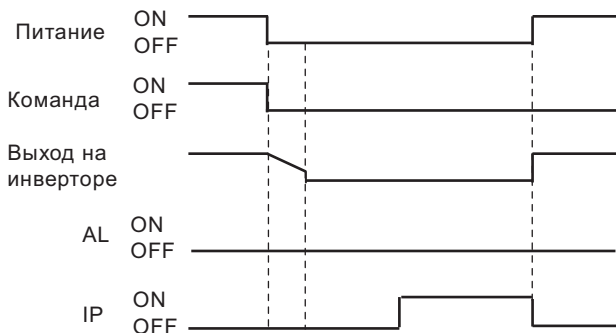 Питание
ON
OFF
Команда
ON
OFF
Выход на
инверторе
AL
ON
OFF
IP
ON
OFF